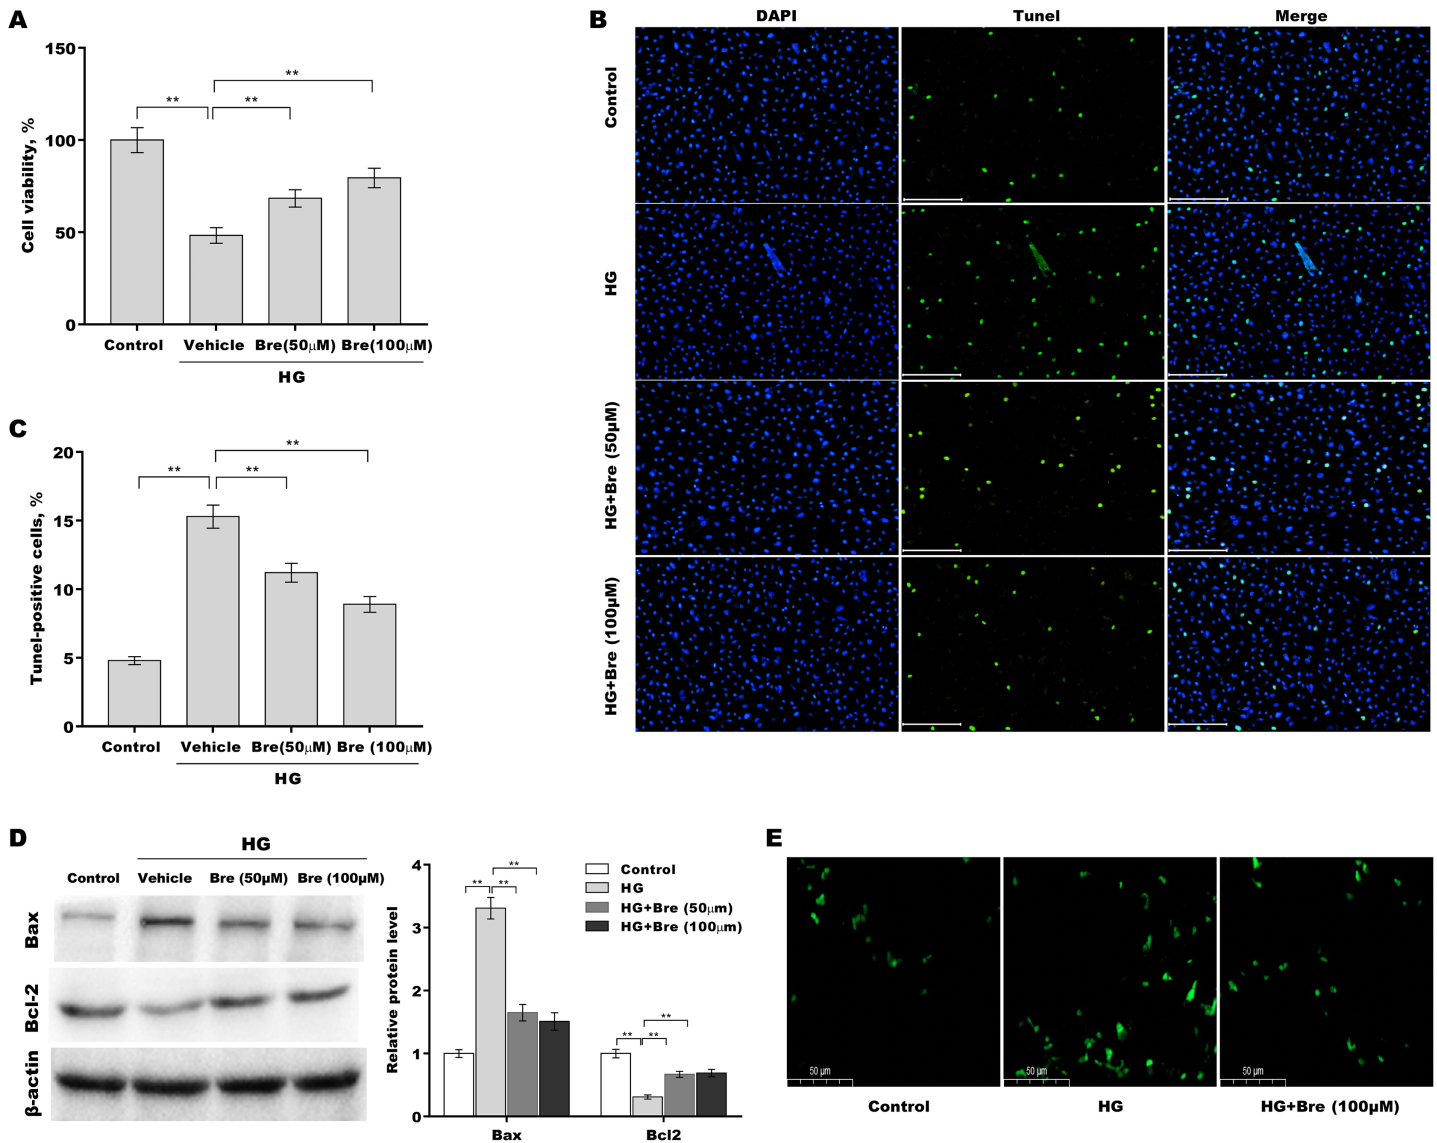 A
150
100
50
0
Cell viability, %
**
**
**
Control
Vehicle
Bre(50μM)
Bre(100μM)
HG
B
DAPI
Tunel
Merge
Control
HG
HG+Bre (50μM)
HG+Bre (100μM)
C
20
15
10
5
0
Tunel-positive cells, %
**
**
**
Control
Vehicle
Bre(50μM)
Bre (100μM)
HG
D
HG
Control
Vehicle
Bre (50μM)
Bre (100μM)
Bax
Bcl-2
β-actin
4
3
2
1
0
Relative protein level
**
**
**
**
**
**
Control
HG
HG+Bre (50μm)
HG+Bre (100μm)
Bax
Bcl2
E
50 μm
50 μm
50 μm
Control
HG
HG+Bre (100μM)